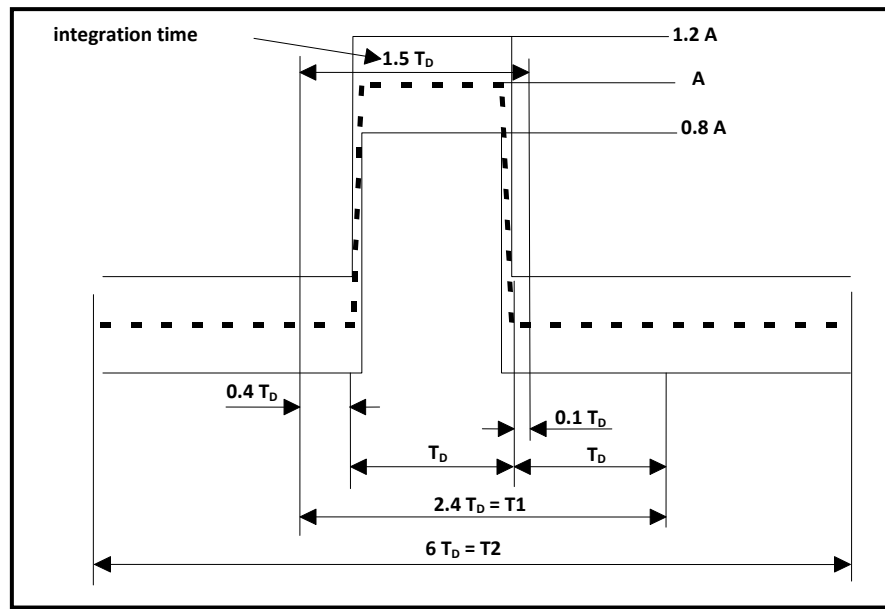 integration time
1.2 A
1.5 TD
A
0.8 A
0.4 TD
0.1 TD
TD
TD
2.4 TD = T1
6 TD = T2